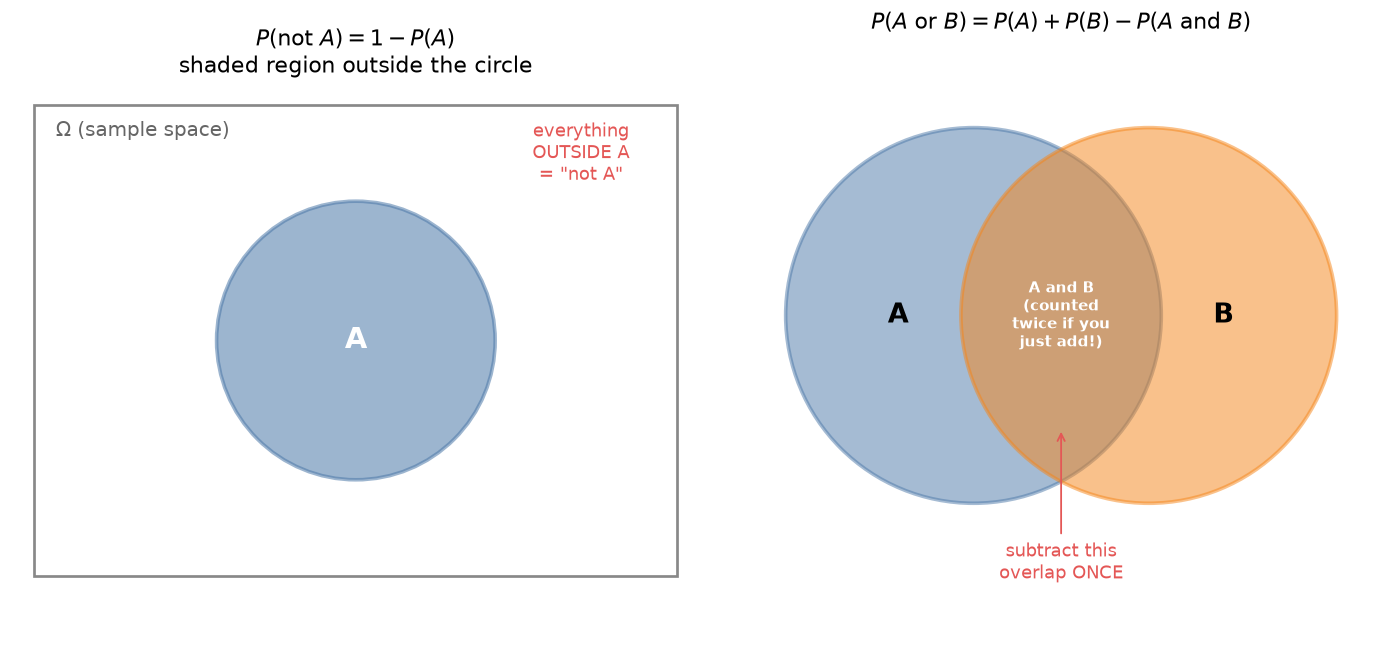 P(not A) = 1 − P(A)
shaded region outside the circle
Ω (sample space)
everything
OUTSIDE A
= "not A"
A
P(A or B) = P(A) + P(B) − P(A and B)
A
A and B
(counted
twice if you
just add!)
B
subtract this
overlap ONCE